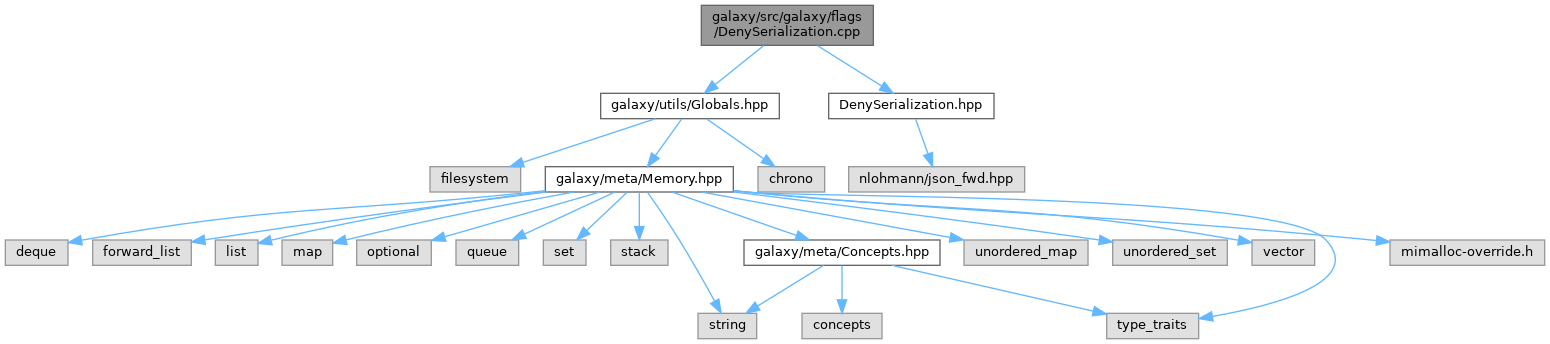 galaxy/src/galaxy/flags
/DenySerialization.cpp
galaxy/utils/Globals.hpp
DenySerialization.hpp
filesystem
galaxy/meta/Memory.hpp
chrono
nlohmann/json_fwd.hpp
deque
forward_list
list
map
optional
queue
set
stack
galaxy/meta/Concepts.hpp
unordered_map
unordered_set
vector
mimalloc-override.h
string
concepts
type_traits